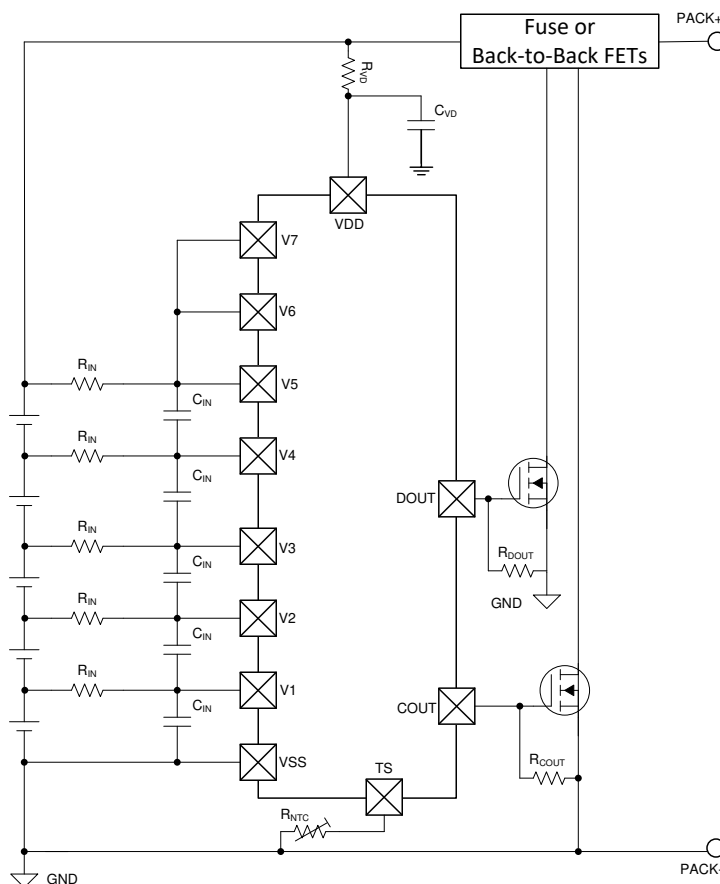 PACK+
Fuse or
Back-to-Back FETs
RVD
CVD
VDD
V7
V6
RIN
V5
CIN
RIN
V4
CIN
DOUT
RIN
V3
RDOUT
CIN
GND
RIN
V2
CIN
RIN
V1
COUT
CIN
VSS
TS
RCOUT
RNTC
GND
PACK-